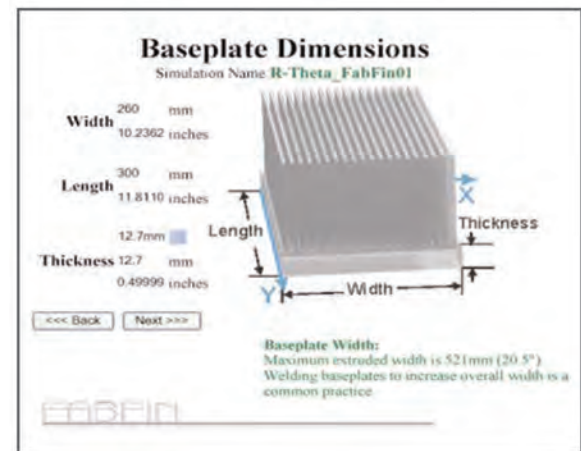 Baseplate Dimensions
Simulation Name R-Theta_FabFin01
Width 260 mm
10.2362 inches
Length 300 mm
11.8110 inches
12.7mm
Thickness 12.7 mm
0.49999 inches
<<< Back Next >>>
X
Thickness
Length
Y
Width
Baseplate Width:
Maximum extruded width is 521mm (20.5")
Welding baseplates to increase overall width is a
common practice
FABFIN